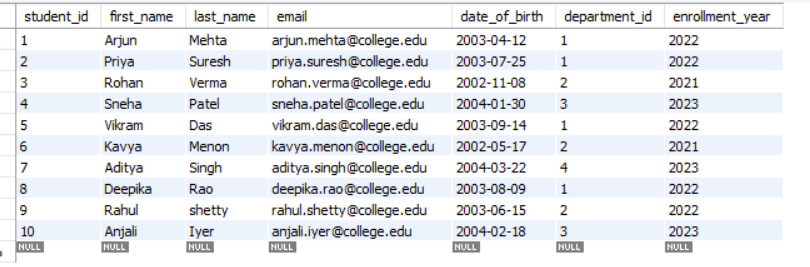 student_id first_name last_name email date_of_birth department_id enrollment_year
1 Arjun Mehta arjun.mehta@college.edu 2003-04-12 1 2022
2 Priya Suresh priya.suresh@college.edu 2003-07-25 1 2022
3 Rohan Verma rohan.verma@college.edu 2002-11-08 2 2021
4 Sneha Patel sneha.patel@college.edu 2004-01-30 3 2023
5 Vikram Das vikram.das@college.edu 2003-09-14 1 2022
6 Kavya Menon kavya.menon@college.edu 2002-05-17 2 2021
7 Aditya Singh aditya.singh@college.edu 2004-03-22 4 2023
8 Deepika Rao deepika.rao@college.edu 2003-08-09 1 2022
9 Rahul shetty rahul.shetty@college.edu 2003-06-15 2 2022
10 Anjali Iyer anjali.iyer@college.edu 2004-02-18 3 2023
NULL NULL NULL NULL NULL NULL NULL